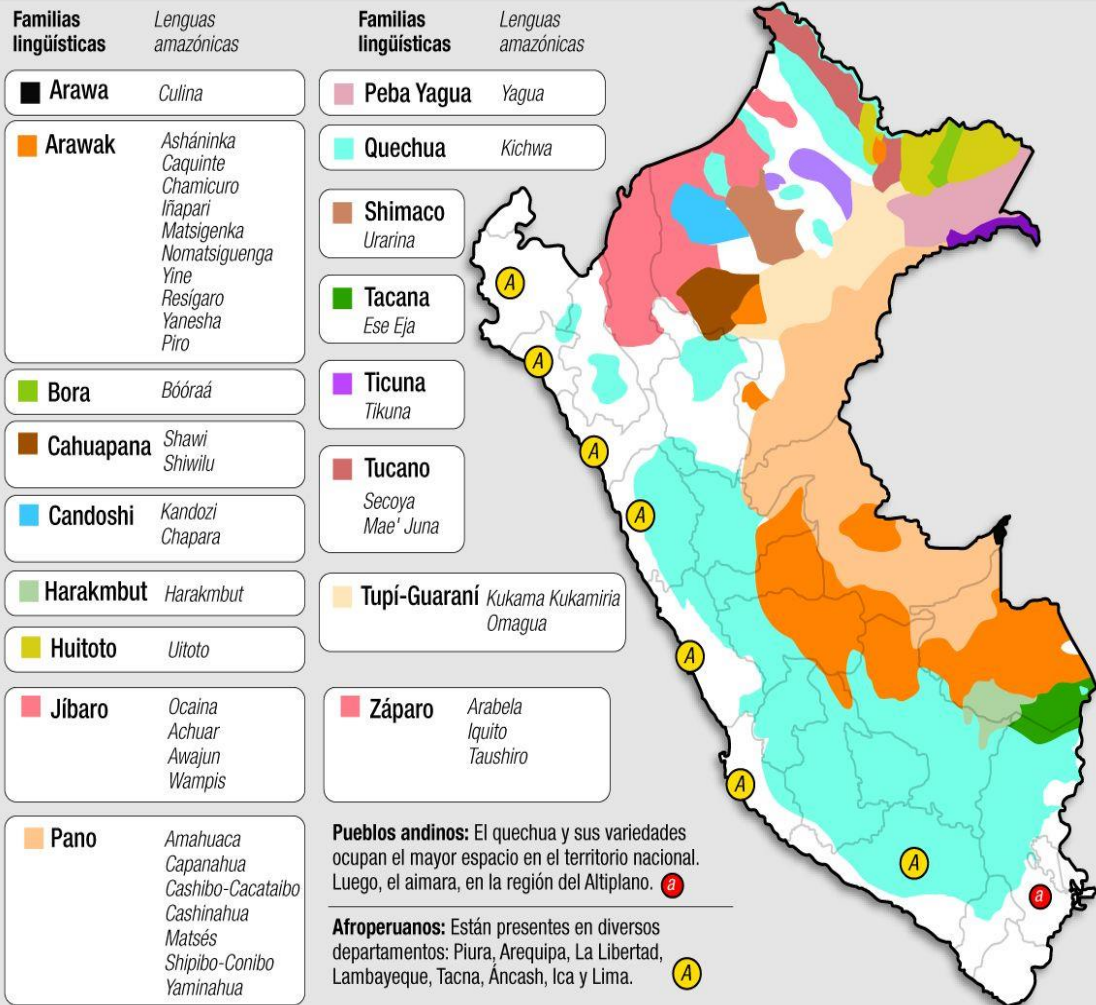 Familias lingüísticas
Lenguas amazónicas
Arawa
Culina
Arawak
Asháninka
Caquinte
Chamicuro
Iñapari
Matsigenka
Nomatsiguenga
Yine
Resígaro
Yanesha
Piro
Bora
Bóóraá
Cahuapana
Shawi
Shiwilu
Candoshi
Kandozi
Chapara
Harakmbut
Harakmbut
Huitoto
Uitoto
Jíbaro
Ocaina
Achuar
Awajun
Wampis
Pano
Amahuaca
Capanahua
Cashibo-Cacataibo
Cashinahua
Matsés
Shipibo-Conibo
Yaminahua
Familias lingüísticas
Lenguas amazónicas
Peba Yagua
Yagua
Quechua
Kichwa
Shimaco
Urarina
Tacana
Ese Eja
Ticuna
Tikuna
Tucano
Secoya
Mae' Juna
Tupí-Guaraní
Kukama Kukamiria
Omagua
Záparo
Arabela
Iquito
Taushiro
Pueblos andinos: El quechua y sus variedades
ocupan el mayor espacio en el territorio nacional.
Luego, el aimara, en la región del Altiplano. a
Afroperuanos: Están presentes en diversos
departamentos: Piura, Arequipa, La Libertad,
Lambayeque, Tacna, Áncash, Ica y Lima. A
A
A
A
A
A
A
A
a